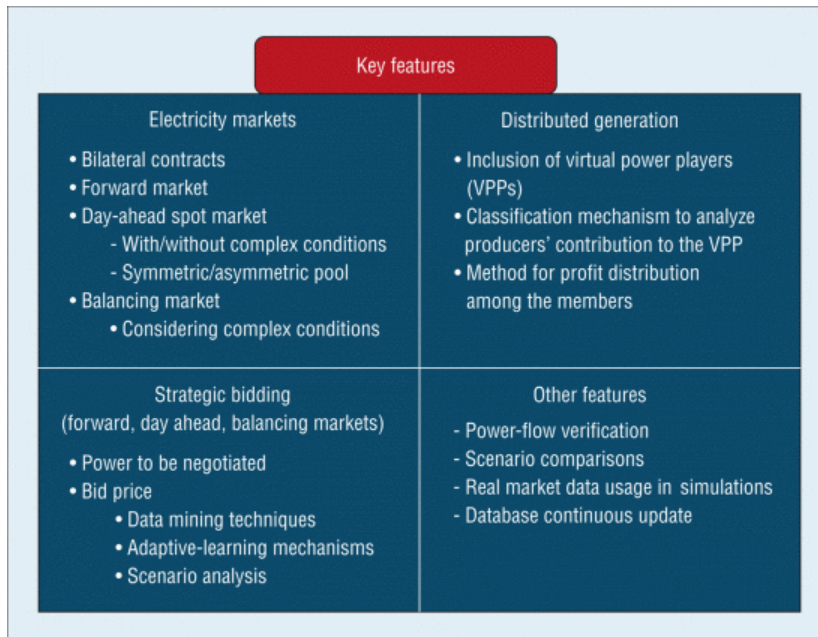 Key features
Electricity markets
• Bilateral contracts
• Forward market
• Day-ahead spot market
- With/without complex conditions
- Symmetric/asymmetric pool
• Balancing market
• Considering complex conditions
Distributed generation
• Inclusion of virtual power players
(VPPs)
• Classification mechanism to analyze
producers’ contribution to the VPP
• Method for profit distribution
among the members
Strategic bidding
(forward, day ahead, balancing markets)
• Power to be negotiated
• Bid price
• Data mining techniques
• Adaptive-learning mechanisms
• Scenario analysis
Other features
- Power-flow verification
- Scenario comparisons
- Real market data usage in simulations
- Database continuous update